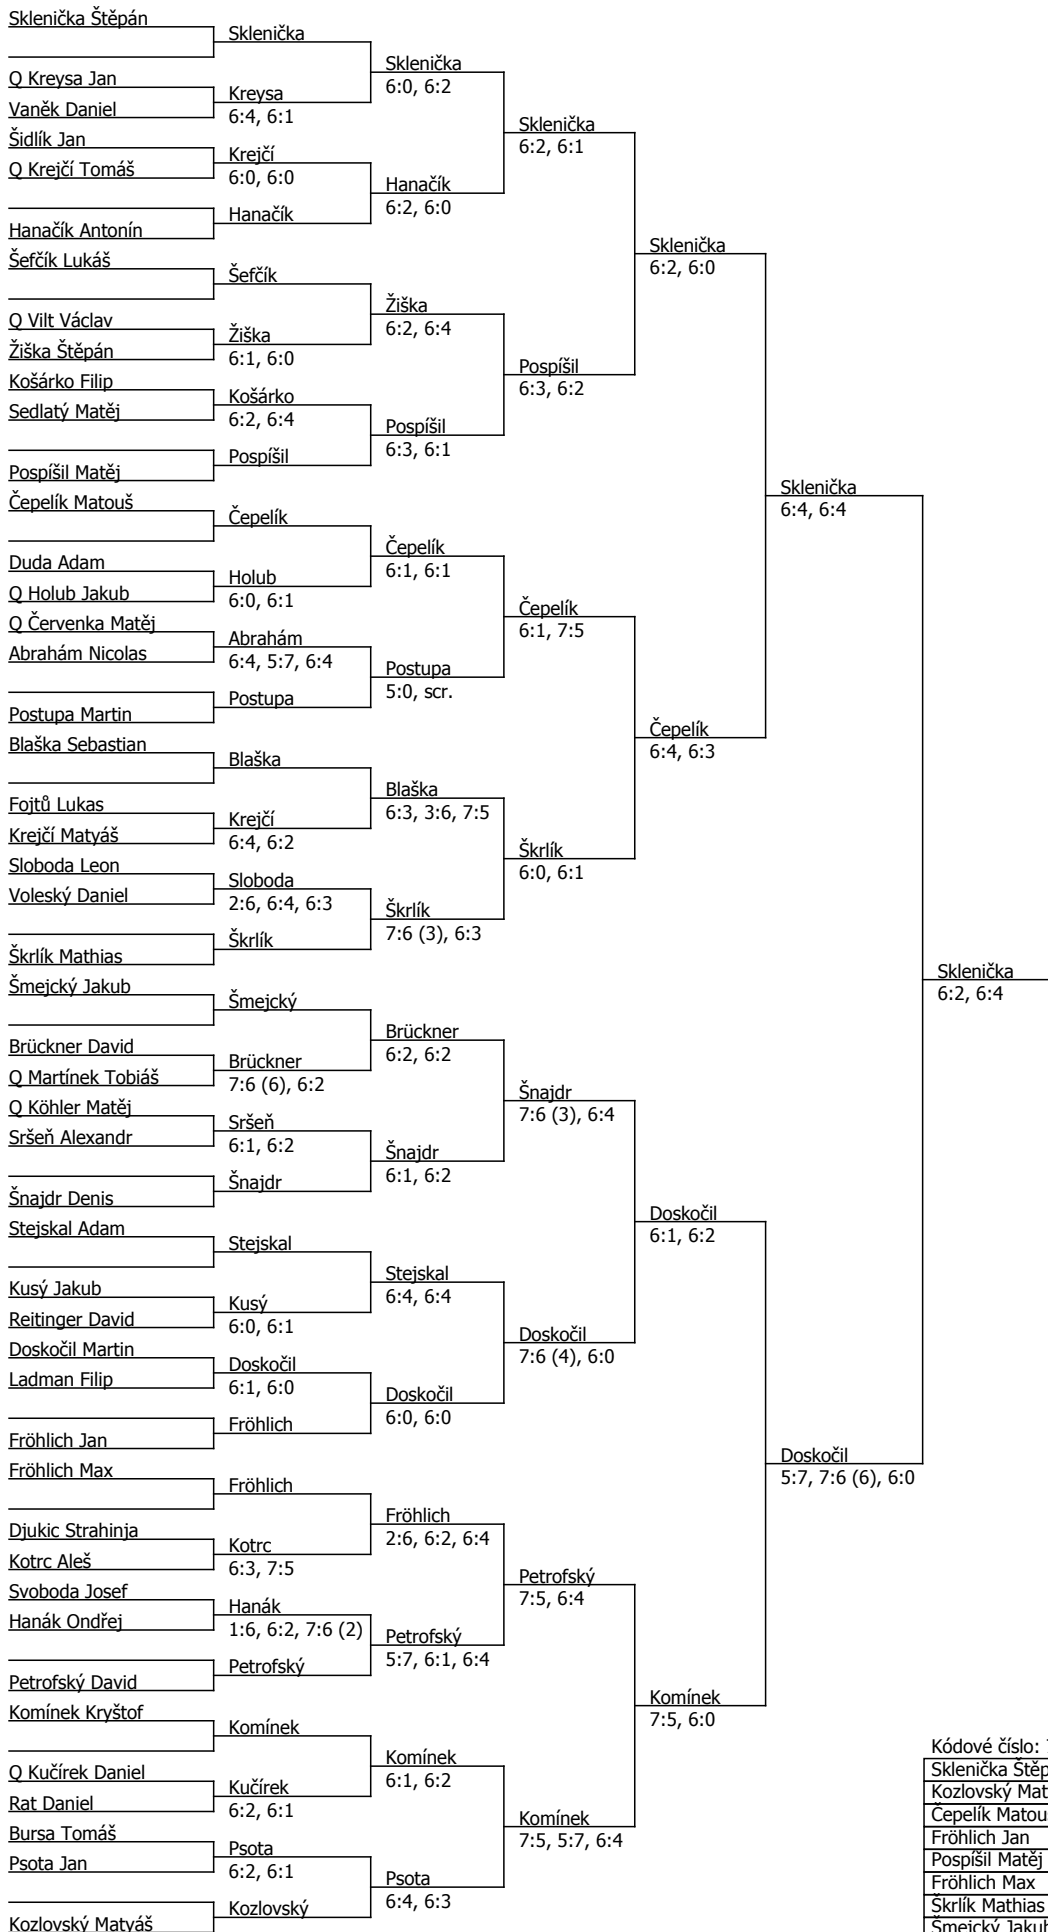 Sklenička Štěpán
Q Kreysa Jan
Vaněk Daniel
Šidlík Jan
Q Krejčí Tomáš
Hanačík Antonín
Šefčík Lukáš
Q Vilt Václav
Žiška Štěpán
Košárko Filip
Sedlatý Matěj
Pospíšil Matěj
Čepelík Matouš
Duda Adam
Q Holub Jakub
Q Červenka Matěj
Abrahám Nicolas
Postupa Martin
Blaška Sebastian
Fojtů Lukas
Krejčí Matyáš
Sloboda Leon
Voleský Daniel
Škrlík Mathias
Šmejcký Jakub
Brückner David
Q Martínek Tobiáš
Q Köhler Matěj
Sršeň Alexandr
Šnajdr Denis
Stejskal Adam
Kusý Jakub
Reitinger David
Doskočil Martin
Ladman Filip
Fröhlich Jan
Fröhlich Max
Djukic Strahinja
Kotrc Aleš
Svoboda Josef
Hanák Ondřej
Petrofský David
Komínek Kryštof
Q Kučírek Daniel
Rat Daniel
Bursa Tomáš
Psota Jan
Kozlovský Matyáš
Sklenička
Kreysa
6:4, 6:1
Krejčí
6:0, 6:0
Hanačík
Šefčík
Žiška
6:1, 6:0
Košárko
6:2, 6:4
Pospíšil
Čepelík
Holub
6:0, 6:1
Abrahám
6:4, 5:7, 6:4
Postupa
Blaška
Krejčí
6:4, 6:2
Sloboda
2:6, 6:4, 6:3
Škrlík
Šmejcký
Brückner
7:6 (6), 6:2
Sršeň
6:1, 6:2
Šnajdr
Stejskal
Kusý
6:0, 6:1
Doskočil
6:1, 6:0
Fröhlich
Fröhlich
Kotrc
6:3, 7:5
Hanák
1:6, 6:2, 7:6 (2)
Petrofský
Komínek
Kučírek
6:2, 6:1
Psota
6:2, 6:1
Kozlovský
Sklenička
6:0, 6:2
Hanačík
6:2, 6:0
Žiška
6:2, 6:4
Pospíšil
6:3, 6:1
Čepelík
6:1, 6:1
Postupa
5:0, scr.
Blaška
6:3, 3:6, 7:5
Škrlík
7:6 (3), 6:3
Brückner
6:2, 6:2
Šnajdr
6:1, 6:2
Stejskal
6:4, 6:4
Doskočil
6:0, 6:0
Fröhlich
2:6, 6:2, 6:4
Petrofský
5:7, 6:1, 6:4
Komínek
6:1, 6:2
Psota
6:4, 6:3
Sklenička
6:2, 6:1
Pospíšil
6:3, 6:2
Čepelík
6:1, 7:5
Škrlík
6:0, 6:1
Šnajdr
7:6 (3), 6:4
Doskočil
7:6 (4), 6:0
Petrofský
7:5, 6:4
Komínek
7:5, 5:7, 6:4
Sklenička
6:2, 6:0
Čepelík
6:4, 6:3
Doskočil
6:1, 6:2
Komínek
7:5, 6:0
Sklenička
6:4, 6:4
Doskočil
5:7, 7:6 (6), 6:0
Sklenička
6:2, 6:4
Kódové číslo:
Sklenička Štěp
Kozlovský Mat
Čepelík Matou
Fröhlich Jan
Pospíšil Matěj
Fröhlich Max
Škrlík Mathias
Šmejcký Jakub